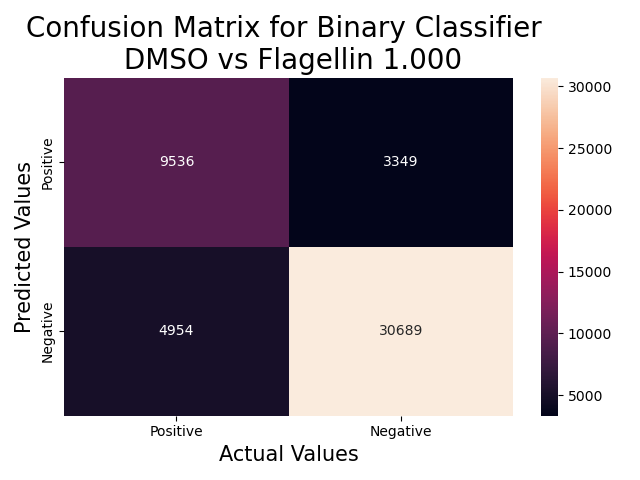 Confusion Matrix for Binary Classifier
DMSO vs Flagellin 1.000
Predicted Values
Positive
Negative
9536 3349
4954 30689
Positive Negative
Actual Values
30000
25000
20000
15000
10000
5000